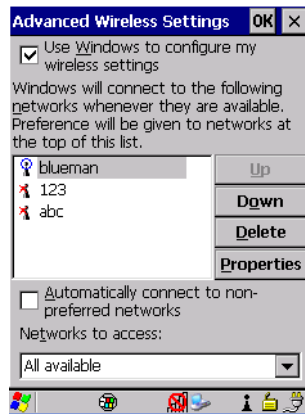 Advanced Wireless Settings OK ×
Use Windows to configure my
wireless settings
Windows will connect to the following
networks whenever they are available.
Preference will be given to networks at
the top of this list.
blueman
123
abc
Up
Down
Delete
Properties
Automatically connect to non-
preferred networks
Networks to access:
All available